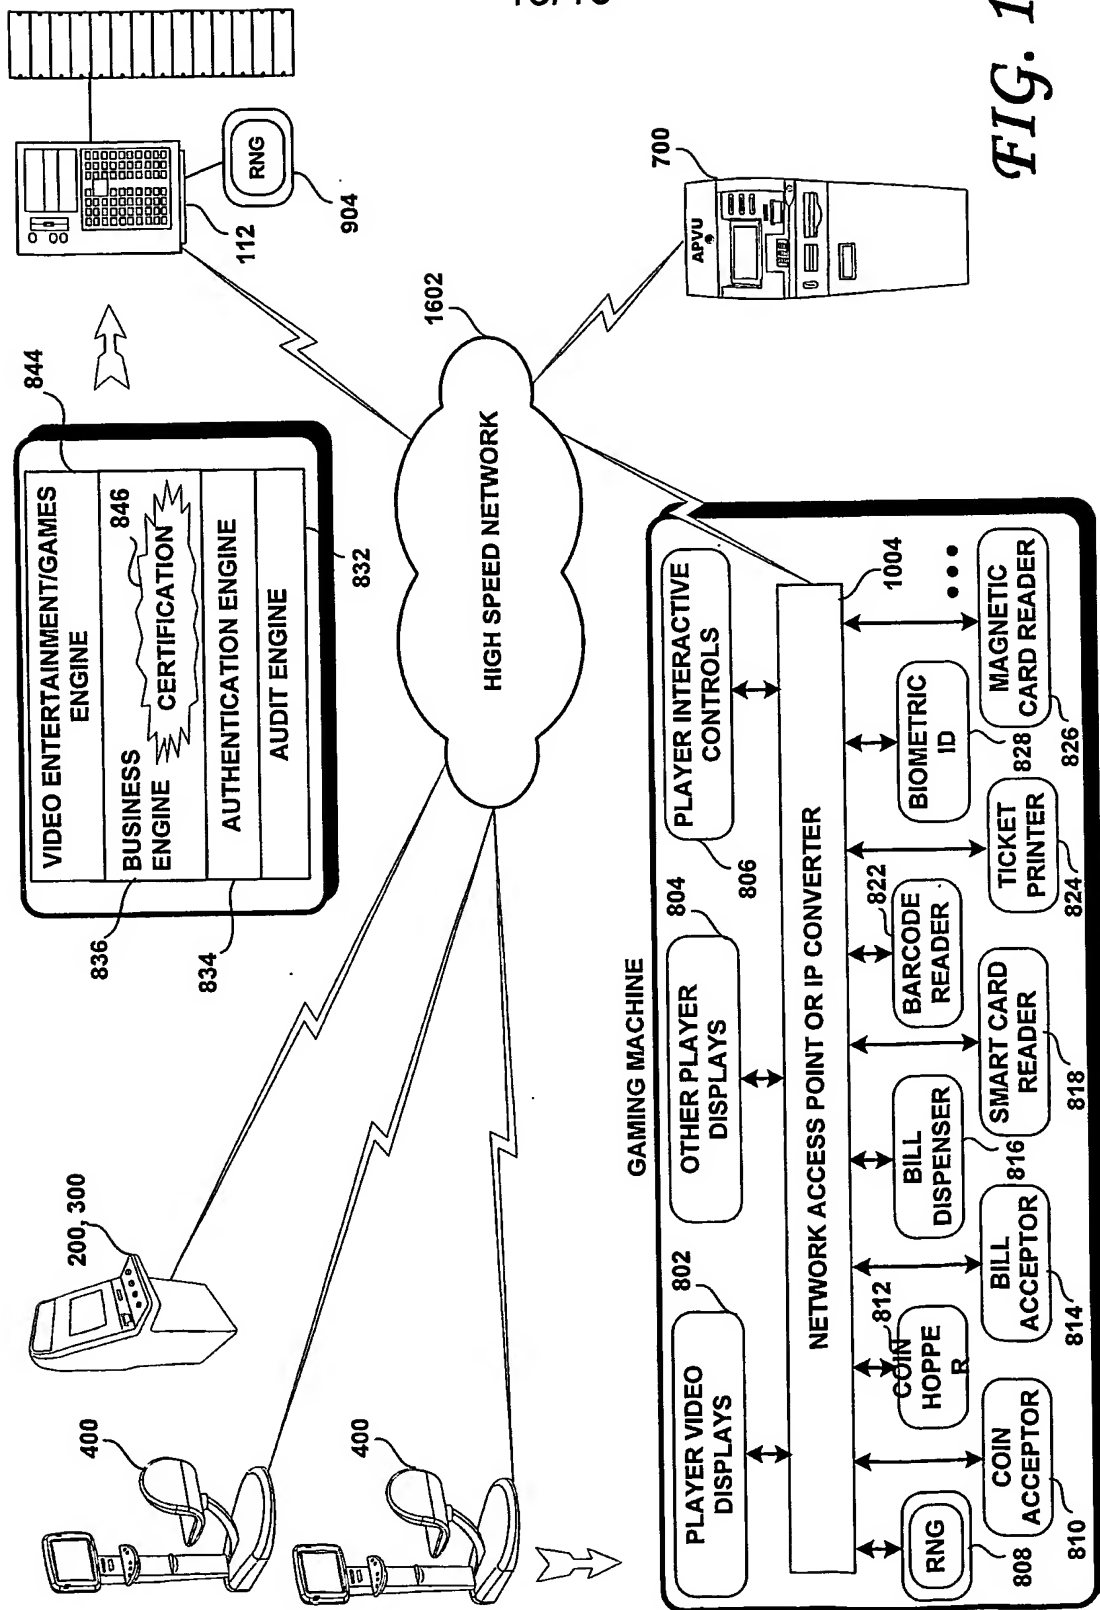 VIDEO ENTERTAINMENT/GAMES
ENGINE
BUSINESS
ENGINE
CERTIFICATION
AUTHENTICATION ENGINE
AUDIT ENGINE
844
846
836
834
832
RNG
112
904
200, 300
400
400
HIGH SPEED NETWORK
1602
APVU
700
GAMING MACHINE
PLAYER VIDEO
DISPLAYS
802
OTHER PLAYER
DISPLAYS
804
PLAYER INTERACTIVE
CONTROLS
806
NETWORK ACCESS POINT OR IP CONVERTER
1004
RNG
808
COIN
ACCEPTOR
810
COIN
HOPPE
R
812
BILL
ACCEPTOR
814
BILL
DISPENSER
816
SMART CARD
READER
818
BARCODE
READER
822
TICKET
PRINTER
824
BIOMETRIC
ID
828
MAGNETIC
CARD READER
826
FIG. 1